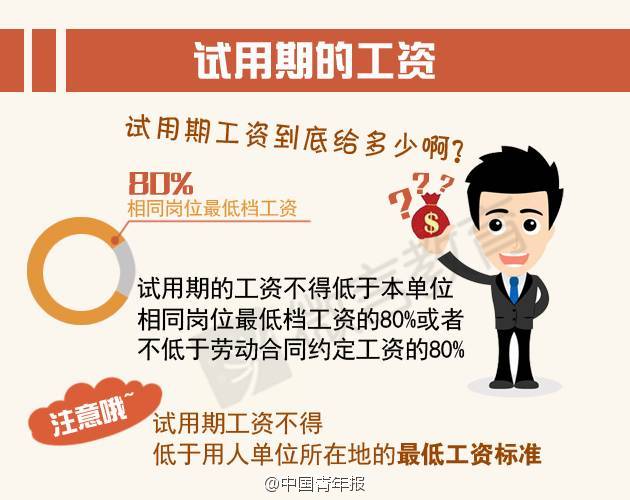 试用期的工资
试用期工资到底给多少啊?
80%
相同岗位最低档工资
? ? ?
$
试用期的工资不得低于本单位
相同岗位最低档工资的80%或者
不低于劳动合同约定工资的80%
注意哦~
试用期工资不得
低于用人单位所在地的最低工资标准
@中国青年报